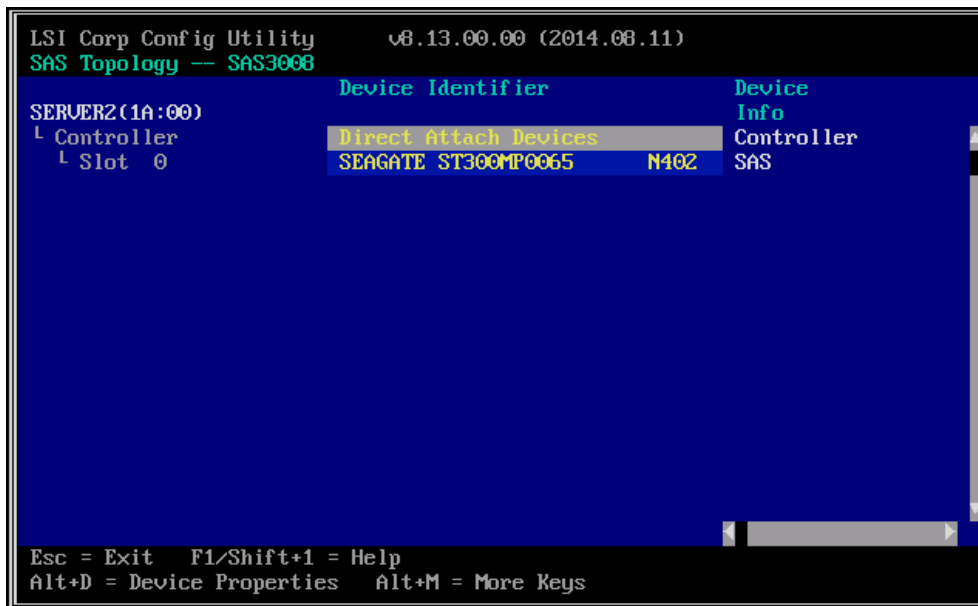 LSI Corp Config Utility v8.13.00.00 (2014.08.11)
SAS Topology -- SAS3008
Device Identifier Device
SERVER2(1A:00) Info
└ Controller Direct Attach Devices Controller
└ Slot 0 SEAGATE ST300MP0065 N402 SAS
Esc = Exit F1/Shift+1 = Help
Alt+D = Device Properties Alt+M = More Keys